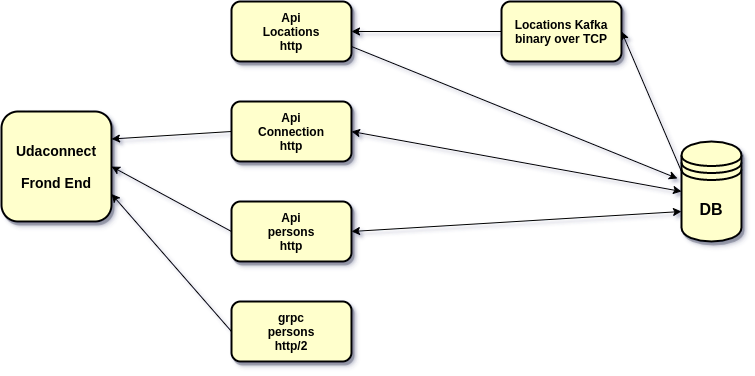 Api
Locations
http
Locations Kafka
binary over TCP
Api
Connection
http
Udaconnect
Frond End
Api
persons
http
DB
grpc
persons
http/2